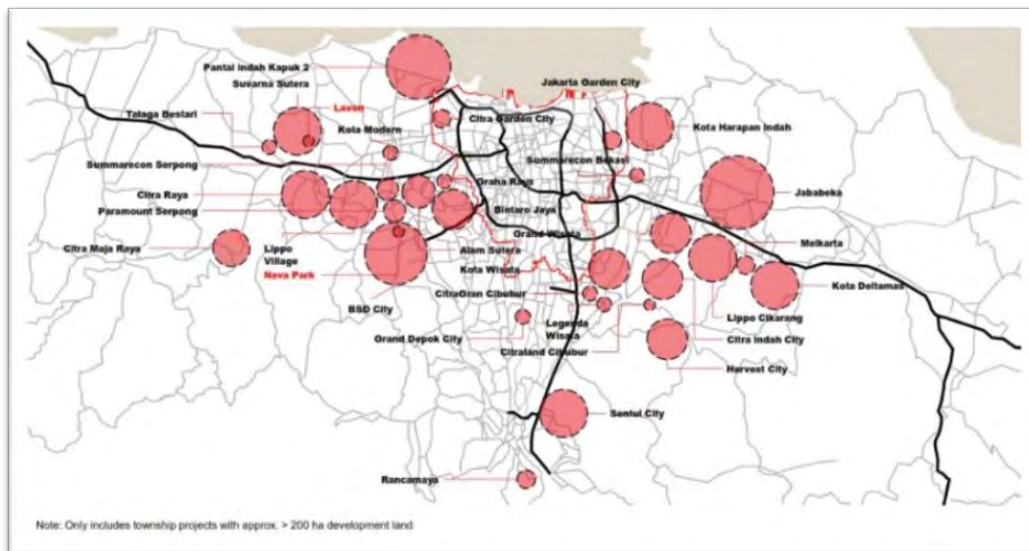 Pantai Indah Kapuk 2
Suvarna Sutera
Lavon
Talaga Bestari
Kota Modern
Citra Garden City
Jakarta Garden City
Kota Harapan Indah
Summarecon Serpong
Summarecon Bekasi
Graha Raya
Citra Raya
Jababeka
Paramount Serpong
Bintaro Jaya
Grand Wisata
Citra Maja Raya
Lippo
Village
Alam Sutera
Meikarta
Nava Park
Kota Wisata
Kota Deltamas
CitraGran Cibubur
BSD City
Lippo Cikarang
Legenda
Wisata
Grand Depok City
Citra Indah City
Citraland Cibubur
Harvest City
Sentul City
Rancamaya
Note: Only includes township projects with approx. > 200 ha development land